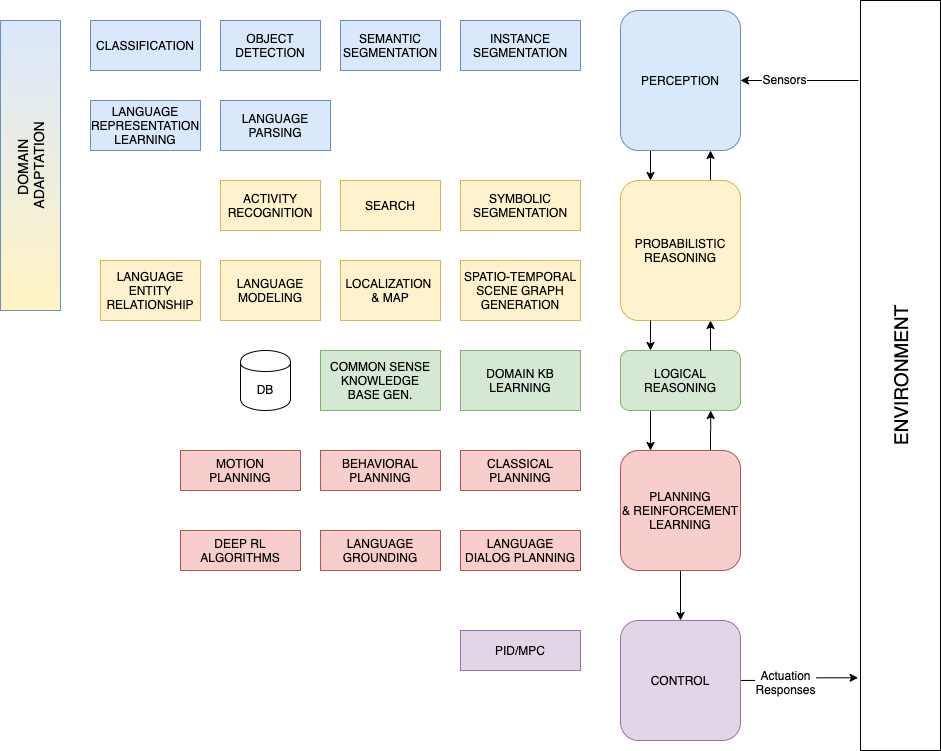 DOMAIN
ADAPTATION
CLASSIFICATION
OBJECT
DETECTION
SEMANTIC
SEGMENTATION
INSTANCE
SEGMENTATION
PERCEPTION
Sensors
LANGUAGE
REPRESENTATION
LEARNING
LANGUAGE
PARSING
ACTIVITY
RECOGNITION
SEARCH
SYMBOLIC
SEGMENTATION
PROBABILISTIC
REASONING
LANGUAGE
ENTITY
RELATIONSHIP
LANGUAGE
MODELING
LOCALIZATION
& MAP
SPATIO-TEMPORAL
SCENE GRAPH
GENERATION
DB
COMMON SENSE
KNOWLEDGE
BASE GEN.
DOMAIN KB
LEARNING
LOGICAL
REASONING
ENVIRONMENT
MOTION
PLANNING
BEHAVIORAL
PLANNING
CLASSICAL
PLANNING
PLANNING
& REINFORCEMENT
LEARNING
DEEP RL
ALGORITHMS
LANGUAGE
GROUNDING
LANGUAGE
DIALOG PLANNING
PID/MPC
CONTROL
Actuation
Responses